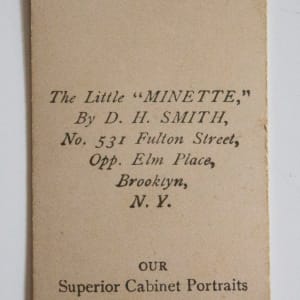 The Little "MINETTE,"
By D. H. SMITH,
No. 531 Fulton Street,
Opp. Elm Place,
Brooklyn,
N. Y.
OUR
Superior Cabinet Portraits